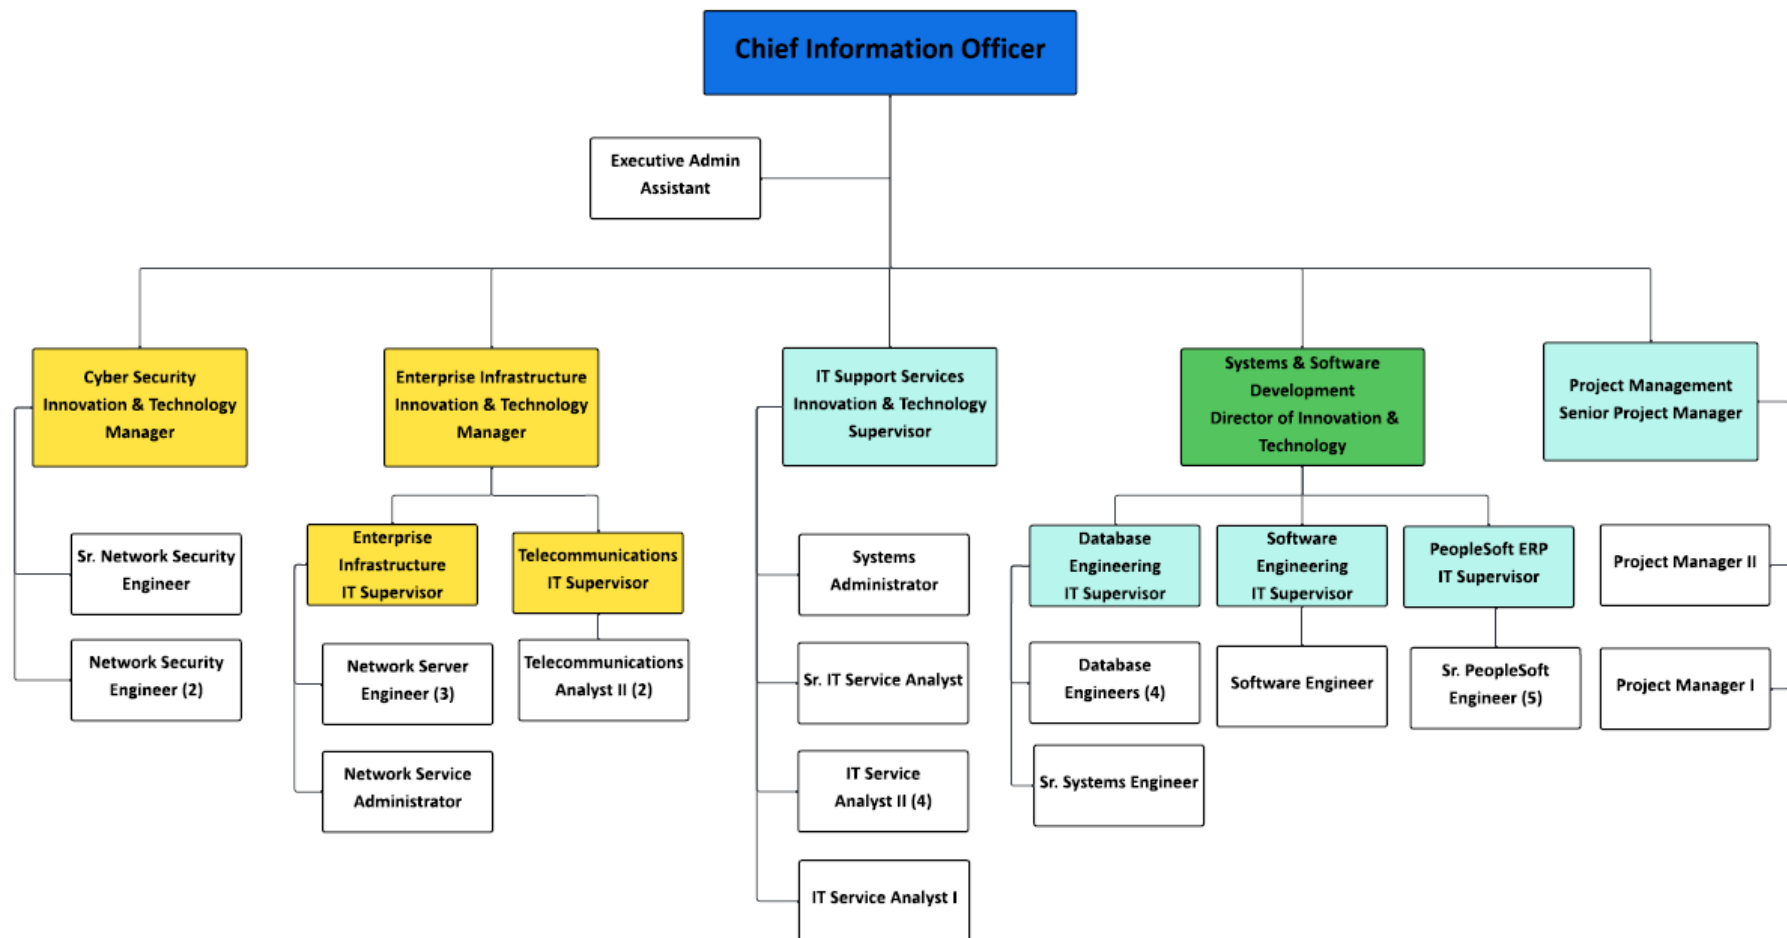 Chief Information Officer
Executive Admin
Assistant
Cyber Security
Innovation & Technology
Manager
Enterprise Infrastructure
Innovation & Technology
Manager
IT Support Services
Innovation & Technology
Supervisor
Systems & Software
Development
Director of Innovation &
Technology
Project Management
Senior Project Manager
Sr. Network Security
Engineer
Network Security
Engineer (2)
Enterprise
Infrastructure
IT Supervisor
Telecommunications
IT Supervisor
Network Server
Engineer (3)
Telecommunications
Analyst II (2)
Network Service
Administrator
Systems
Administrator
Sr. IT Service Analyst
IT Service
Analyst II (4)
IT Service Analyst I
Database
Engineering
IT Supervisor
Software
Engineering
IT Supervisor
PeopleSoft ERP
IT Supervisor
Database
Engineers (4)
Software Engineer
Sr. PeopleSoft
Engineer (5)
Sr. Systems Engineer
Project Manager II
Project Manager I